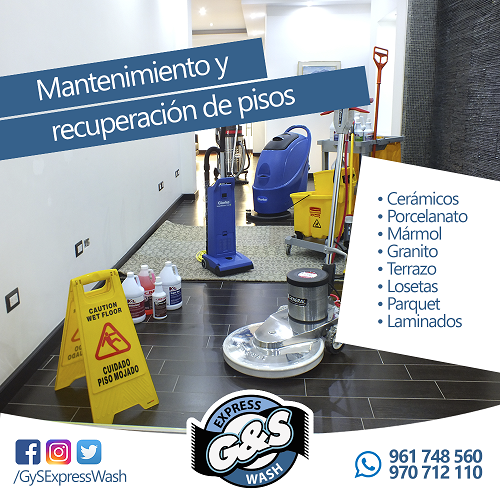 Mantenimiento y
recuperación de pisos
• Cerámicos
• Porcelanato
• Mármol
• Granito
• Terrazo
• Losetas
• Parquet
• Laminados
CAUTION
WET FLOOR
CUIDADO
PISO MOJADO
EXPRESS
G&S
WASH
/GySExpressWash
961 748 560
970 712 110